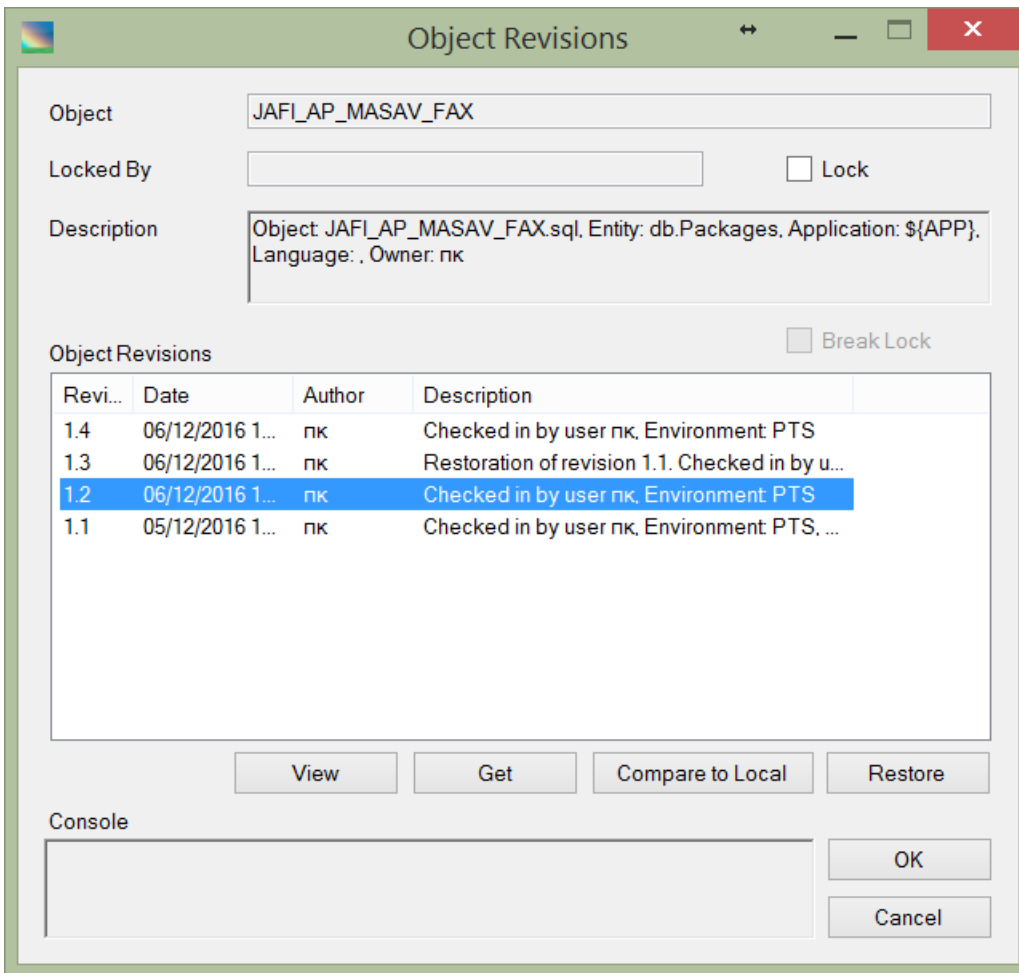 Object Revisions
Object JAFI_AP_MASAV_FAX
Locked By Lock
Description Object: JAFI_AP_MASAV_FAX.sql, Entity: db.Packages, Application: ${APP},
Language: , Owner: пк
Break Lock
Object Revisions
Revi... Date Author Description
1.4 06/12/2016 1... пк Checked in by user пк, Environment: PTS
1.3 06/12/2016 1... пк Restoration of revision 1.1. Checked in by u...
1.2 06/12/2016 1... пк Checked in by user пк, Environment: PTS
1.1 05/12/2016 1... пк Checked in by user пк, Environment: PTS, ...
View Get Compare to Local Restore
Console
OK
Cancel